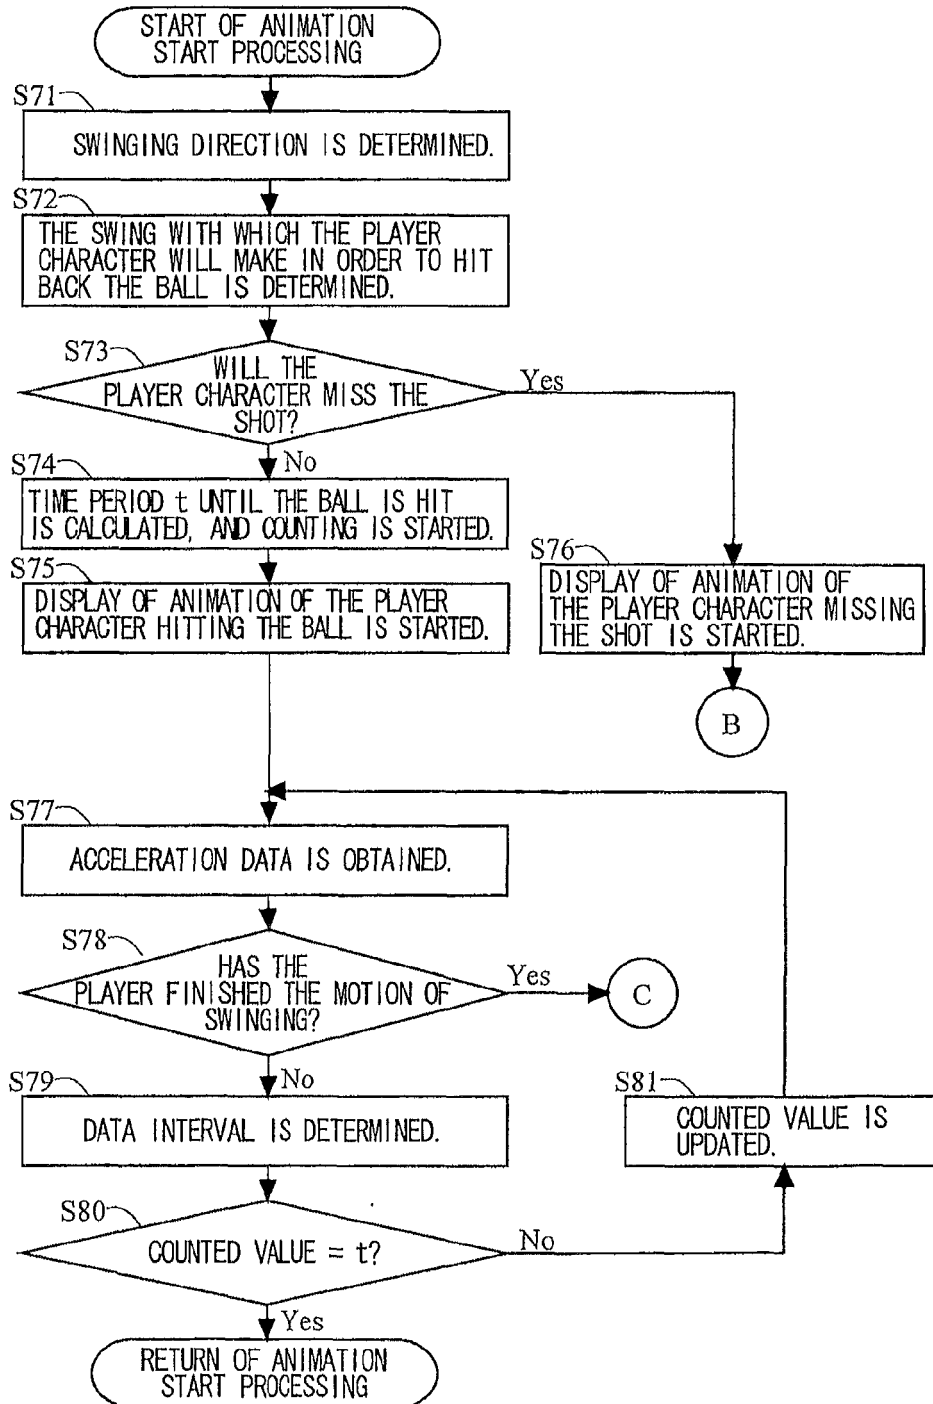 START OF ANIMATION
START PROCESSING
S71
SWINGING DIRECTION IS DETERMINED.
S72
THE SWING WITH WHICH THE PLAYER
CHARACTER WILL MAKE IN ORDER TO HIT
BACK THE BALL IS DETERMINED.
S73
WILL THE
PLAYER CHARACTER MISS THE
SHOT?
Yes
No
S74
TIME PERIOD t UNTIL THE BALL IS HIT
IS CALCULATED, AND COUNTING IS STARTED.
S75
DISPLAY OF ANIMATION OF THE PLAYER
CHARACTER HITTING THE BALL IS STARTED.
S76
DISPLAY OF ANIMATION OF
THE PLAYER CHARACTER MISSING
THE SHOT IS STARTED.
B
S77
ACCELERATION DATA IS OBTAINED.
S78
HAS THE
PLAYER FINISHED THE MOTION OF
SWINGING?
Yes
C
No
S79
DATA INTERVAL IS DETERMINED.
S81
COUNTED VALUE IS
UPDATED.
S80
COUNTED VALUE = t?
No
Yes
RETURN OF ANIMATION
START PROCESSING